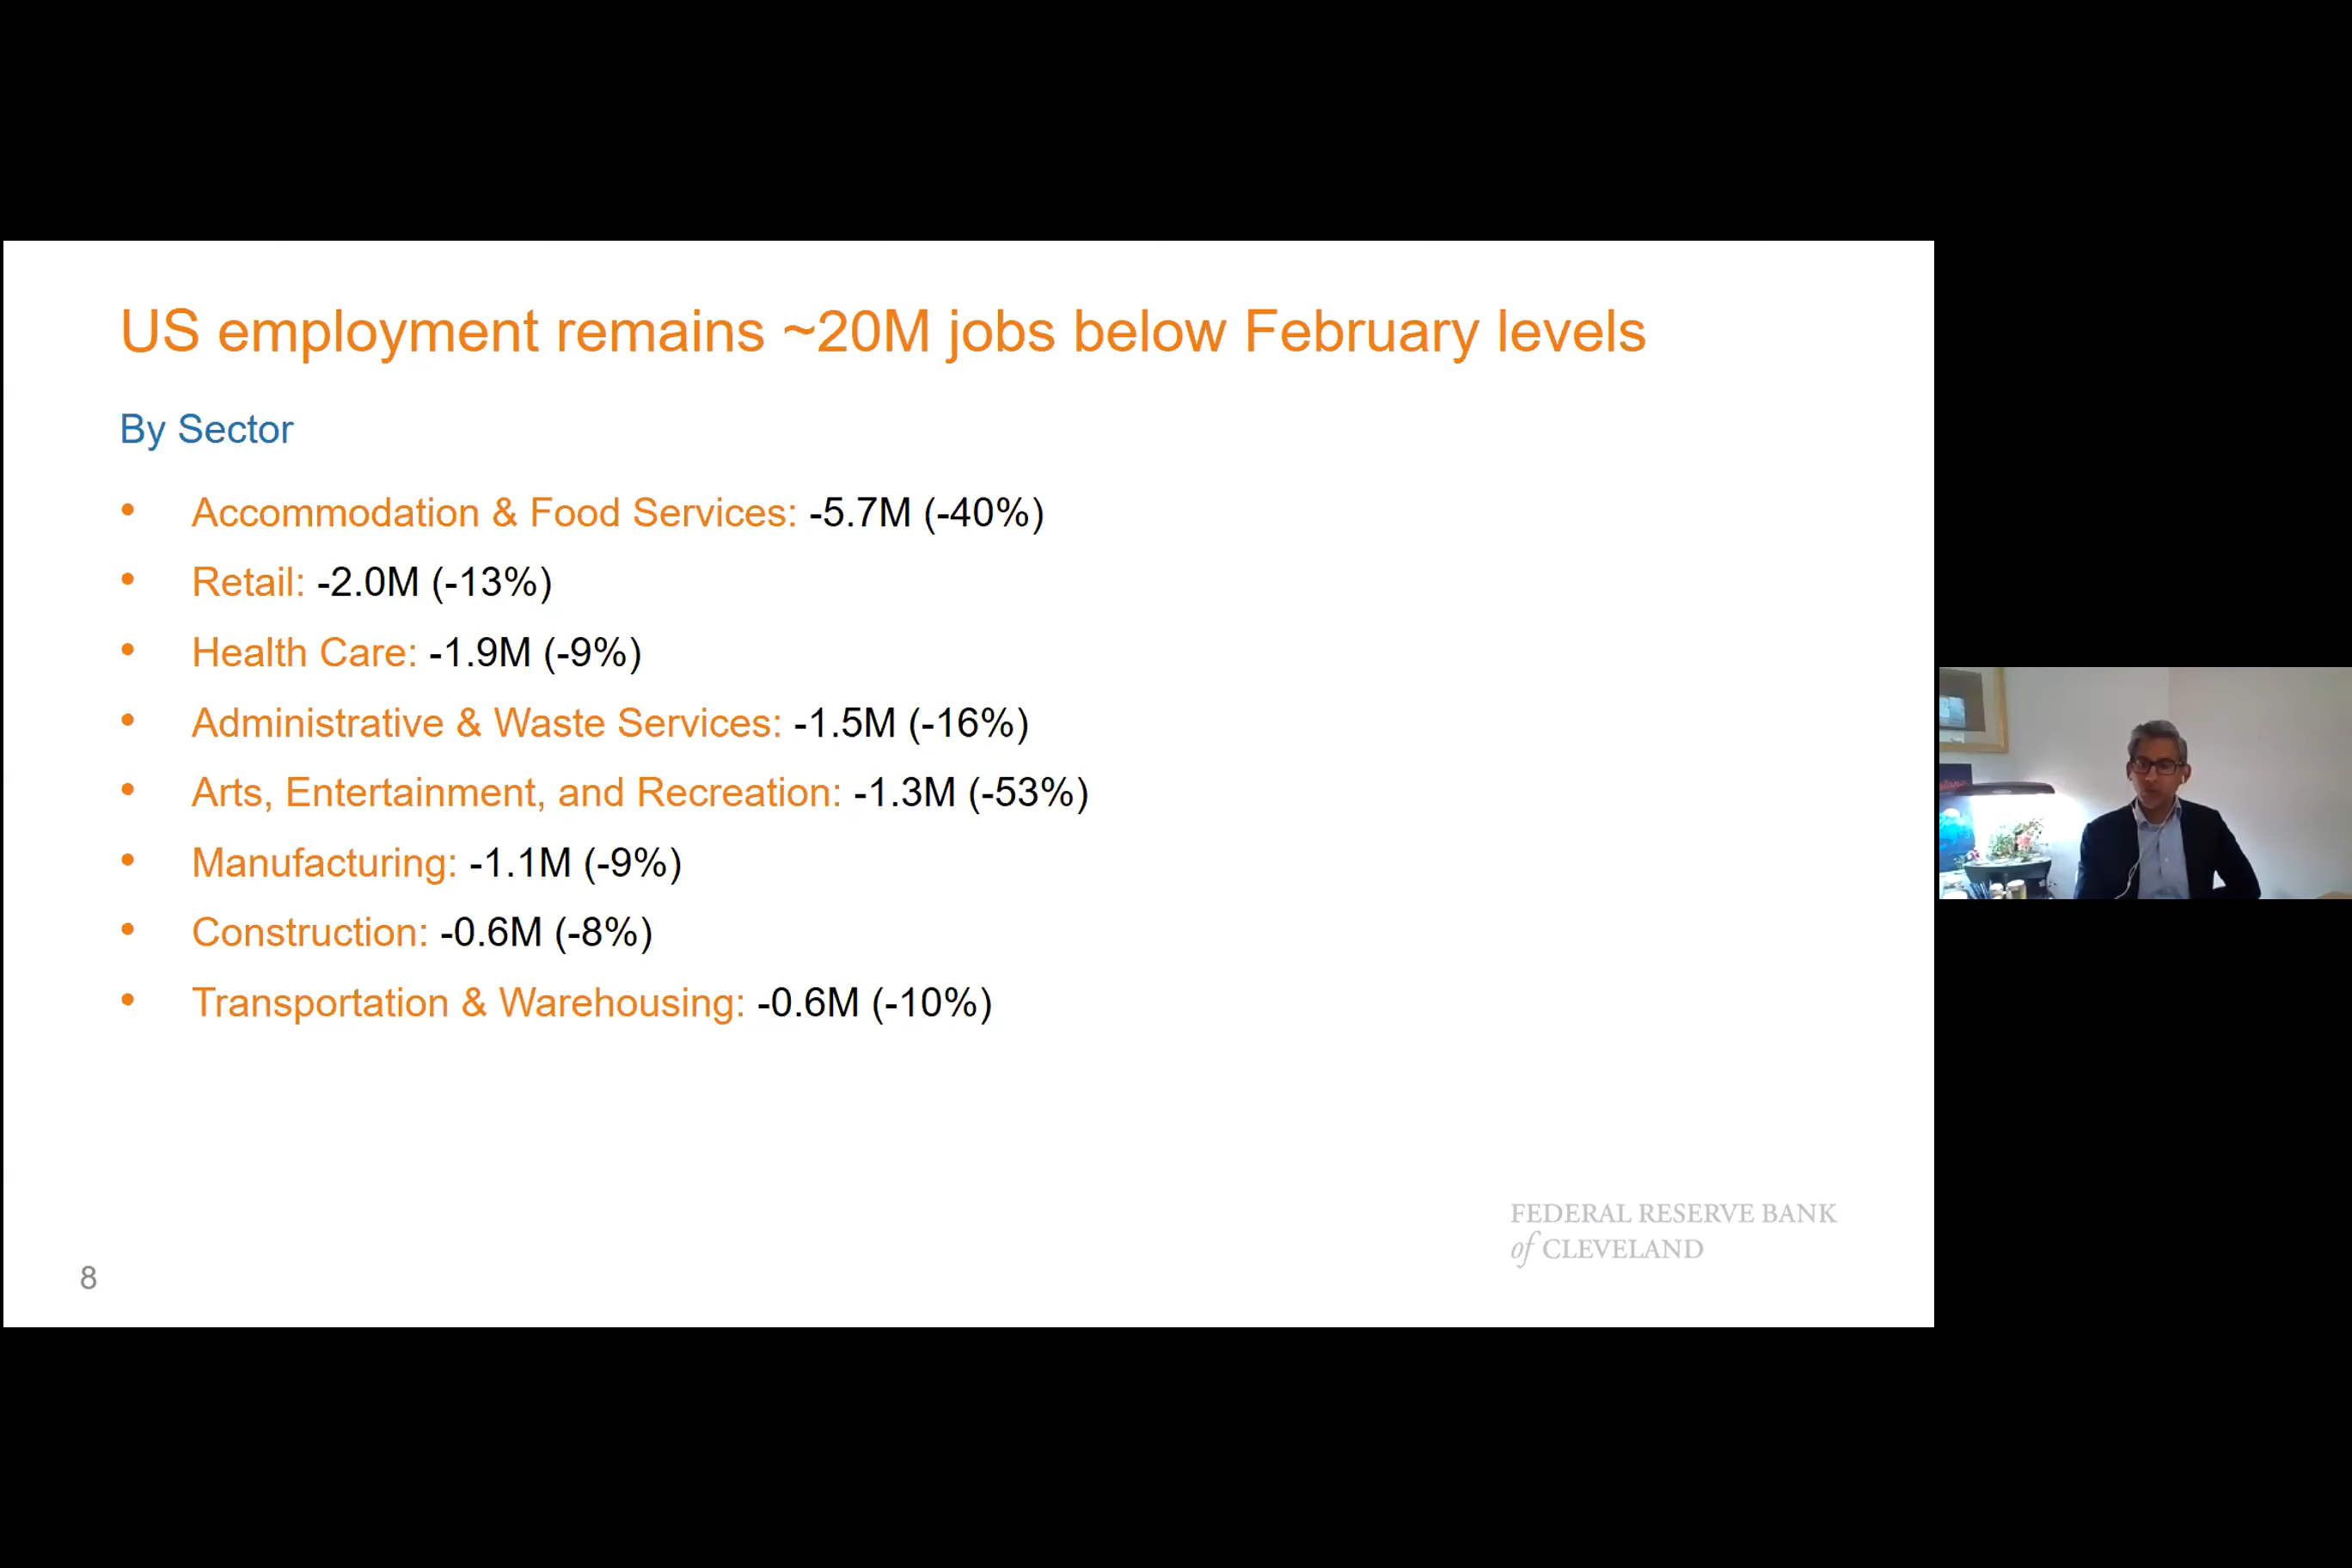 US employment remains ~20M jobs below February levels
By Sector
• Accommodation & Food Services: -5.7M (-40%)
• Retail: -2.0M (-13%)
• Health Care: -1.9M (-9%)
• Administrative & Waste Services: -1.5M (-16%)
• Arts, Entertainment, and Recreation: -1.3M (-53%)
• Manufacturing: -1.1M (-9%)
• Construction: -0.6M (-8%)
• Transportation & Warehousing: -0.6M (-10%)
FEDERAL RESERVE BANK
of CLEVELAND
8